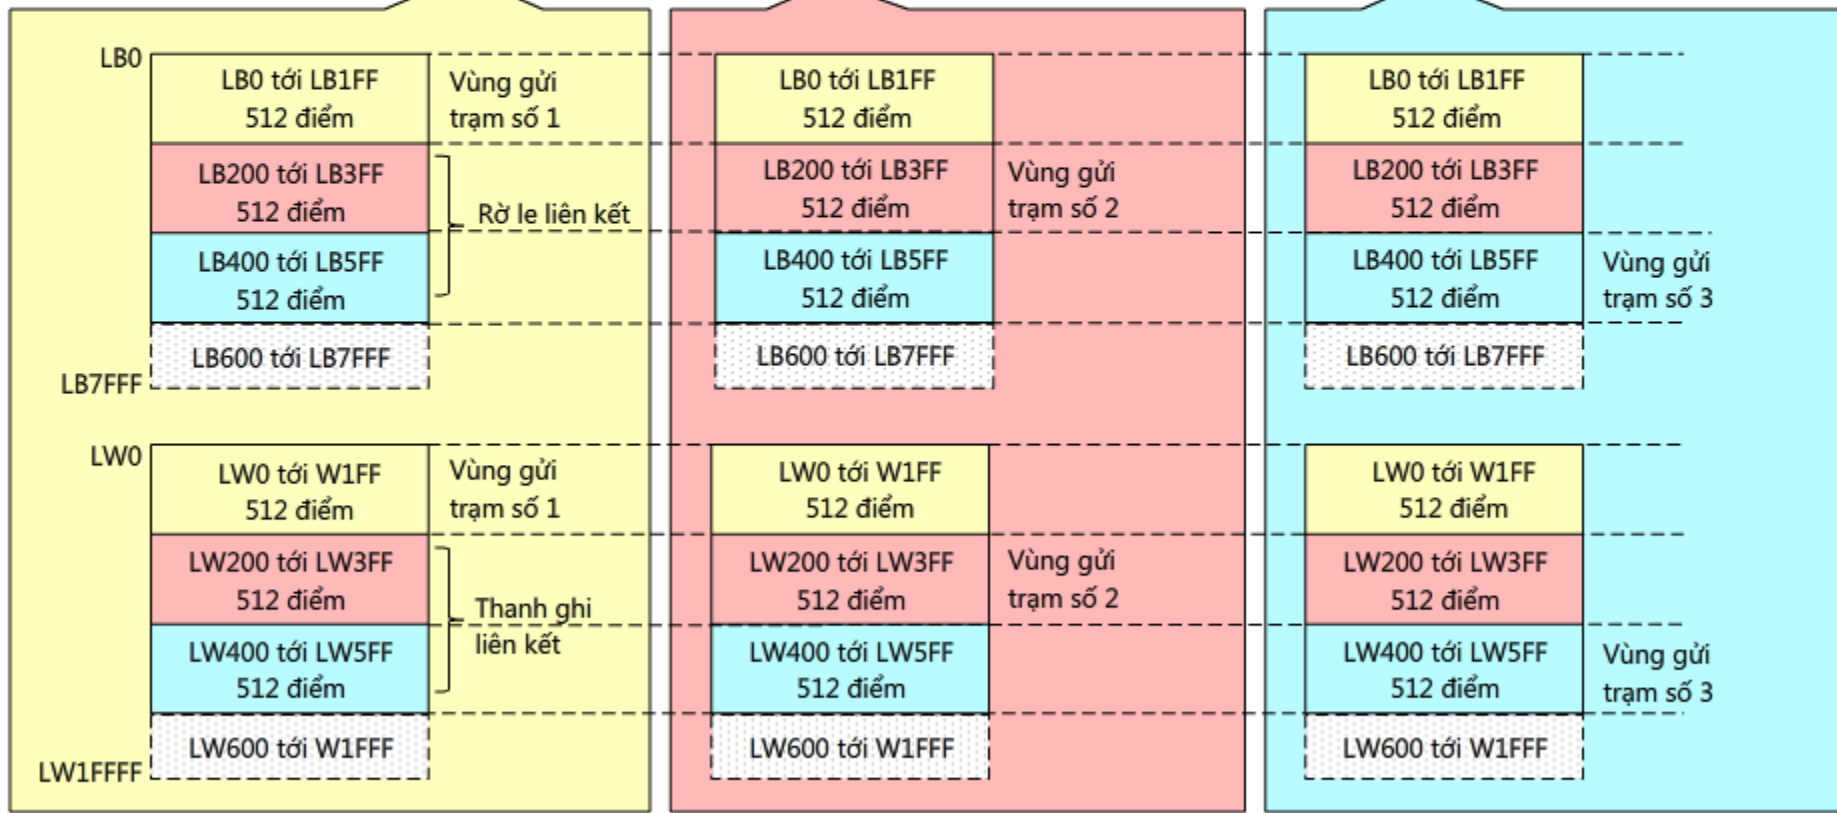 LB0
LB0 tới LB1FF
512 điểm
Vùng gửi
trạm số 1
LB200 tới LB3FF
512 điểm
Rờ le liên kết
LB400 tới LB5FF
512 điểm
LB600 tới LB7FFF
LB7FFF
LW0
LW0 tới W1FF
512 điểm
Vùng gửi
trạm số 1
LW200 tới LW3FF
512 điểm
Thanh ghi
liên kết
LW400 tới LW5FF
512 điểm
LW600 tới W1FFF
LW1FFFF
LB0 tới LB1FF
512 điểm
LB200 tới LB3FF
512 điểm
Vùng gửi
trạm số 2
LB400 tới LB5FF
512 điểm
LB600 tới LB7FFF
LW0 tới W1FF
512 điểm
LW200 tới LW3FF
512 điểm
Vùng gửi
trạm số 2
LW400 tới LW5FF
512 điểm
LW600 tới W1FFF
LB0 tới LB1FF
512 điểm
LB200 tới LB3FF
512 điểm
LB400 tới LB5FF
512 điểm
Vùng gửi
trạm số 3
LB600 tới LB7FFF
LW0 tới W1FF
512 điểm
LW200 tới LW3FF
512 điểm
LW400 tới LW5FF
512 điểm
Vùng gửi
trạm số 3
LW600 tới W1FFF